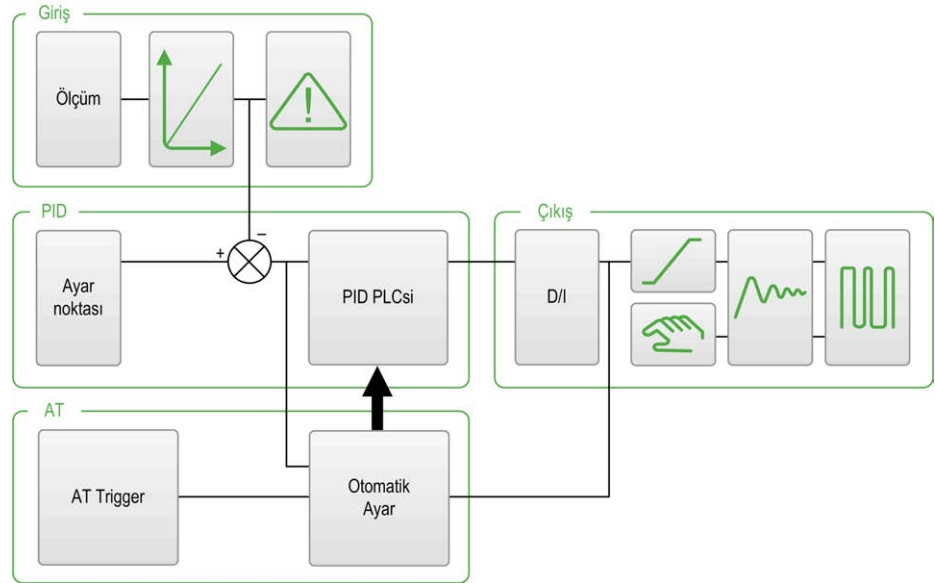 Giriş
Ölçüm
PID
Ayar
noktası
+
–
PID PLCsi
Çıkış
D/I
AT
AT Trigger
Otomatik
Ayar